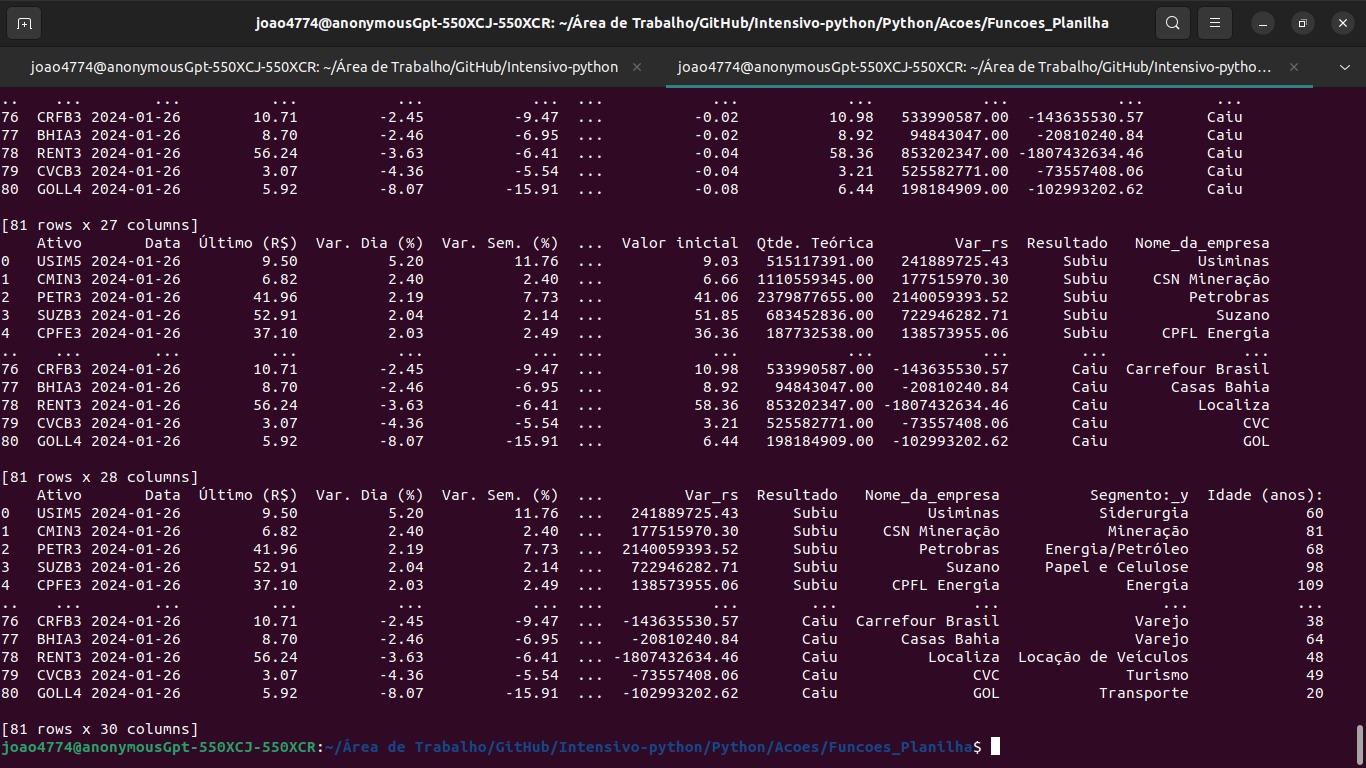 joao4774@anonymousGpt-550XCJ-550XCR: ~/Área de Trabalho/GitHub/Intensivo-python/Python/Acoes/Funcoes_Planilha
joao4774@anonymousGpt-550XCJ-550XCR: ~/Área de Trabalho/GitHub/Intensivo-python × joao4774@anonymousGpt-550XCJ-550XCR: ~/Área de Trabalho/GitHub/Intensivo-pytho... ×
.. ... ... ... ... ... ... ... ... ... ... ...
76 CRFB3 2024-01-26 10.71 -2.45 -9.47 ... -0.02 10.98 533990587.00 -143635530.57 Caiu
77 BHIA3 2024-01-26 8.70 -2.46 -6.95 ... -0.02 8.92 94843047.00 -20810240.84 Caiu
78 RENT3 2024-01-26 56.24 -3.63 -6.41 ... -0.04 58.36 853202347.00 -1807432634.46 Caiu
79 CVCB3 2024-01-26 3.07 -4.36 -5.54 ... -0.04 3.21 525582771.00 -73557408.06 Caiu
80 GOLL4 2024-01-26 5.92 -8.07 -15.91 ... -0.08 6.44 198184909.00 -102993202.62 Caiu
[81 rows x 27 columns]
Ativo Data Último (R$) Var. Dia (%) Var. Sem. (%) ... Valor inicial Qtde. Teórica Var_rs Resultado Nome_da_empresa
0 USIM5 2024-01-26 9.50 5.20 11.76 ... 9.03 515117391.00 241889725.43 Subiu Usiminas
1 CMIN3 2024-01-26 6.82 2.40 2.40 ... 6.66 1110559345.00 177515970.30 Subiu CSN Mineração
2 PETR3 2024-01-26 41.96 2.19 7.73 ... 41.06 2379877655.00 2140059393.52 Subiu Petrobras
3 SUZB3 2024-01-26 52.91 2.04 2.14 ... 51.85 683452836.00 722946282.71 Subiu Suzano
4 CPFE3 2024-01-26 37.10 2.03 2.49 ... 36.36 187732538.00 138573955.06 Subiu CPFL Energia
.. ... ... ... ... ... ... ... ... ... ... ...
76 CRFB3 2024-01-26 10.71 -2.45 -9.47 ... 10.98 533990587.00 -143635530.57 Caiu Carrefour Brasil
77 BHIA3 2024-01-26 8.70 -2.46 -6.95 ... 8.92 94843047.00 -20810240.84 Caiu Casas Bahia
78 RENT3 2024-01-26 56.24 -3.63 -6.41 ... 58.36 853202347.00 -1807432634.46 Caiu Localiza
79 CVCB3 2024-01-26 3.07 -4.36 -5.54 ... 3.21 525582771.00 -73557408.06 Caiu CVC
80 GOLL4 2024-01-26 5.92 -8.07 -15.91 ... 6.44 198184909.00 -102993202.62 Caiu GOL
[81 rows x 28 columns]
Ativo Data Último (R$) Var. Dia (%) Var. Sem. (%) ... Var_rs Resultado Nome_da_empresa Segmento:_y Idade (anos):
0 USIM5 2024-01-26 9.50 5.20 11.76 ... 241889725.43 Subiu Usiminas Siderurgia 60
1 CMIN3 2024-01-26 6.82 2.40 2.40 ... 177515970.30 Subiu CSN Mineração Mineração 81
2 PETR3 2024-01-26 41.96 2.19 7.73 ... 2140059393.52 Subiu Petrobras Energia/Petróleo 68
3 SUZB3 2024-01-26 52.91 2.04 2.14 ... 722946282.71 Subiu Suzano Papel e Celulose 98
4 CPFE3 2024-01-26 37.10 2.03 2.49 ... 138573955.06 Subiu CPFL Energia Energia 109
.. ... ... ... ... ... ... ... ... ... ... ...
76 CRFB3 2024-01-26 10.71 -2.45 -9.47 ... -143635530.57 Caiu Carrefour Brasil Varejo 38
77 BHIA3 2024-01-26 8.70 -2.46 -6.95 ... -20810240.84 Caiu Casas Bahia Varejo 64
78 RENT3 2024-01-26 56.24 -3.63 -6.41 ... -1807432634.46 Caiu Localiza Locação de Veículos 48
79 CVCB3 2024-01-26 3.07 -4.36 -5.54 ... -73557408.06 Caiu CVC Turismo 49
80 GOLL4 2024-01-26 5.92 -8.07 -15.91 ... -102993202.62 Caiu GOL Transporte 20
[81 rows x 30 columns]
joao4774@anonymousGpt-550XCJ-550XCR:~/Área de Trabalho/GitHub/Intensivo-python/Python/Acoes/Funcoes_Planilha$